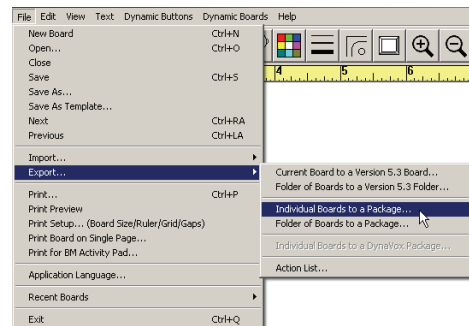 File Edit View Text Dynamic Buttons Dynamic Boards Help
New Board Ctrl+N
Open... Ctrl+O
Close
Save Ctrl+S
Save As...
Save As Template...
Next Ctrl+RA
Previous Ctrl+LA
Import...
Export...
Print... Ctrl+P
Print Preview
Print Setup... (Board Size/Ruler/Grid/Gaps)
Print Board on Single Page...
Print for BM Activity Pad...
Application Language...
Recent Boards
Exit Ctrl+Q
4 5 6
Current Board to a Version 5.3 Board...
Folder of Boards to a Version 5.3 Folder...
Individual Boards to a Package...
Folder of Boards to a Package...
Individual Boards to a DynaVox Package...
Action List...